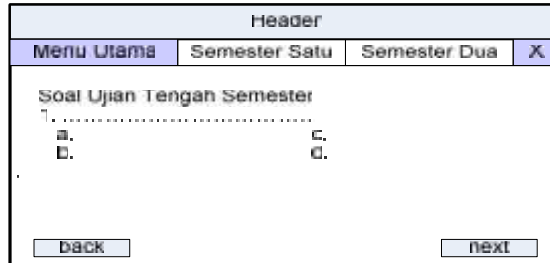 Header
Menu Utama Semester Satu Semester Dua X
Soal Ujian Tengah Semester
1. ......................................
a. c.
b. d.
back next